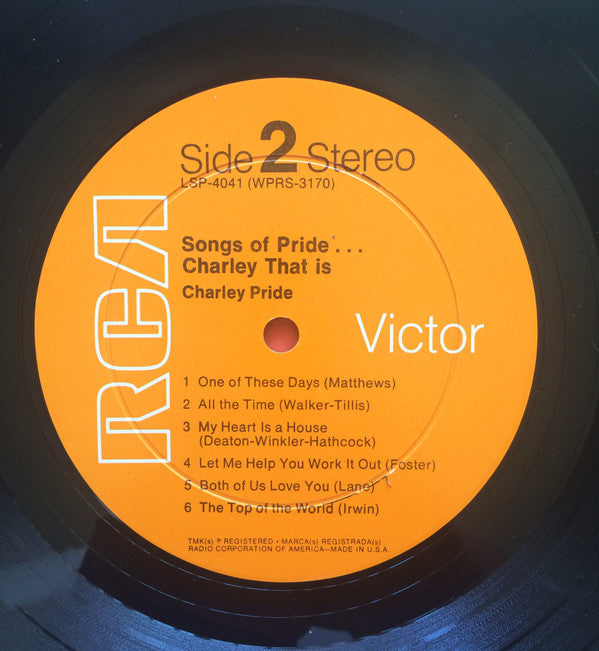 Side 2 Stereo
LSP-4041 (WPRS-3170)
Songs of Pride . . .
Charley That is
Charley Pride
RCA
Victor
1 One of These Days (Matthews)
2 All the Time (Walker-Tillis)
3 My Heart Is a House
(Deaton-Winkler-Hathcock)
4 Let Me Help You Work It Out (Foster)
5 Both of Us Love You (Lane)
6 The Top of the World (Irwin)
TMK(s) ® REGISTERED • MARCA(s) REGISTRADA(s)
RADIO CORPORATION OF AMERICA—MADE IN U.S.A.